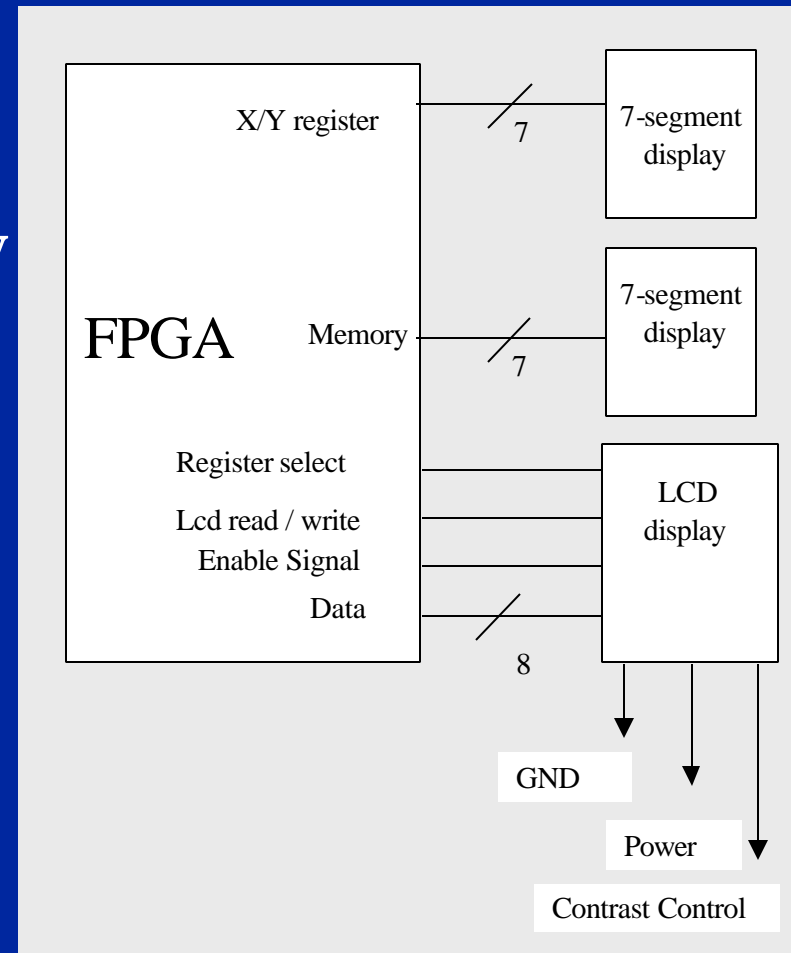 X/Y register
7
7-segment
display
FPGA
Memory
7
7-segment
display
Register select
Lcd read / write
Enable Signal
Data
8
LCD
display
GND
Power
Contrast Control